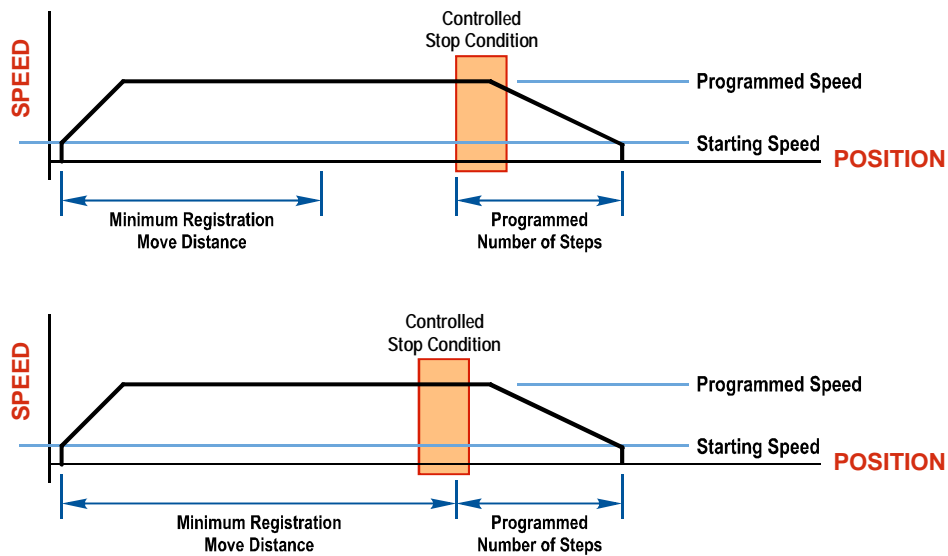 Controlled
Stop Condition
SPEED
Programmed Speed
Starting Speed
POSITION
Minimum Registration
Move Distance
Programmed
Number of Steps
Controlled
Stop Condition
SPEED
Programmed Speed
Starting Speed
POSITION
Minimum Registration
Move Distance
Programmed
Number of Steps